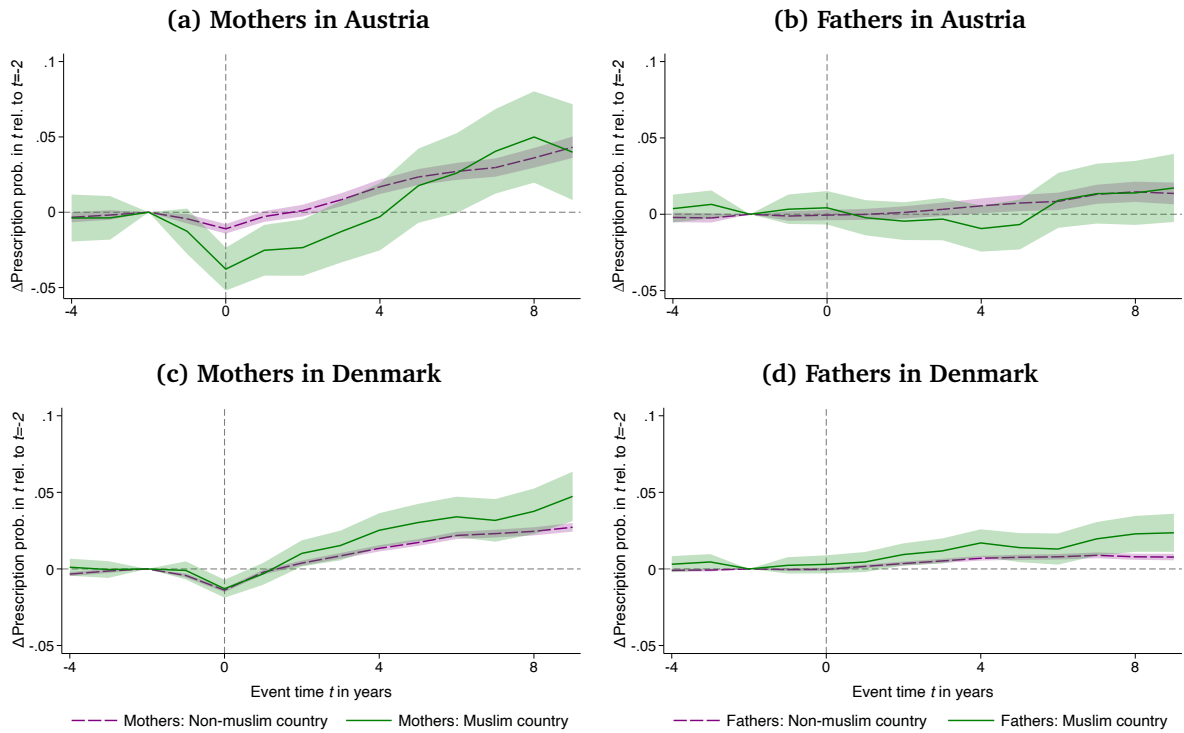 (a) Mothers in Austria
ΔPrescription prob. in t rel. to t=-2
.1
.05
0
-.05
-4
0
4
8
(b) Fathers in Austria
ΔPrescription prob. in t rel. to t=-2
.1
.05
0
-.05
-4
0
4
8
(c) Mothers in Denmark
ΔPrescription prob. in t rel. to t=-2
.1
.05
0
-.05
-4
0
4
8
Event time t in years
Mothers: Non-muslim country
Mothers: Muslim country
(d) Fathers in Denmark
ΔPrescription prob. in t rel. to t=-2
.1
.05
0
-.05
-4
0
4
8
Event time t in years
Fathers: Non-muslim country
Fathers: Muslim country